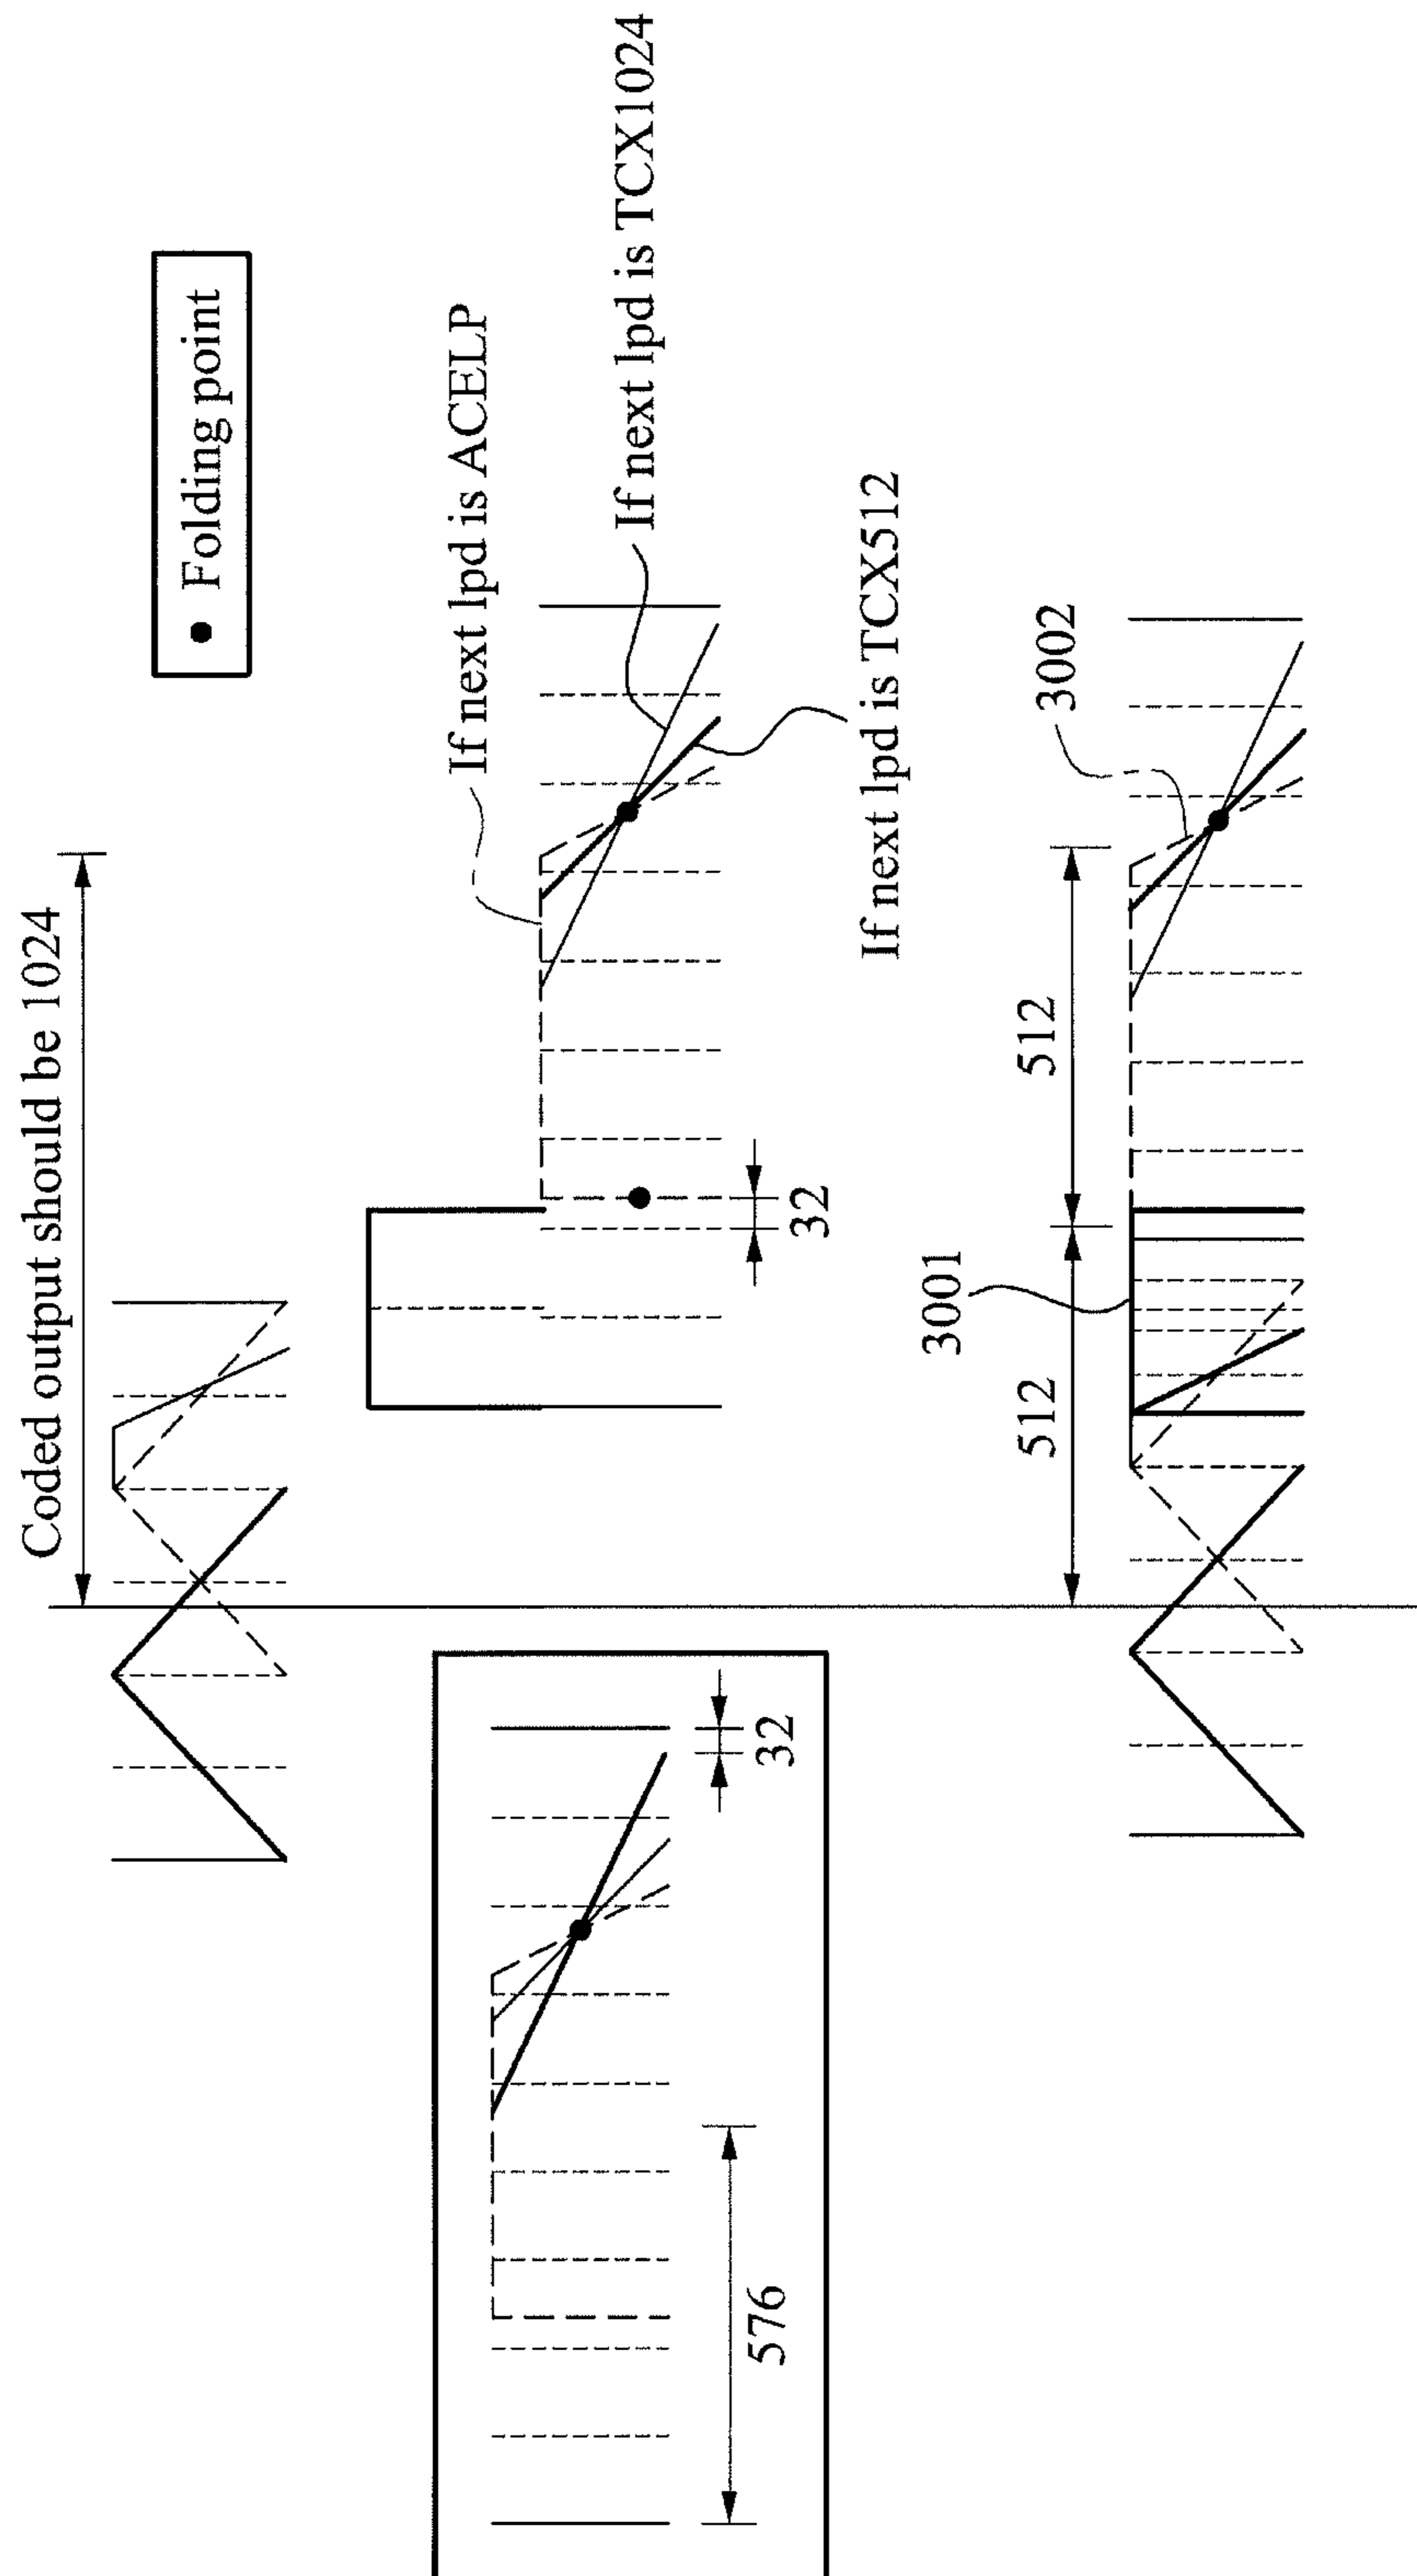 Coded output should be 1024
● Folding point
If next lpd is ACELP
If next lpd is TCX1024
If next lpd is TCX512
32
32
576
3001
3002
512
512